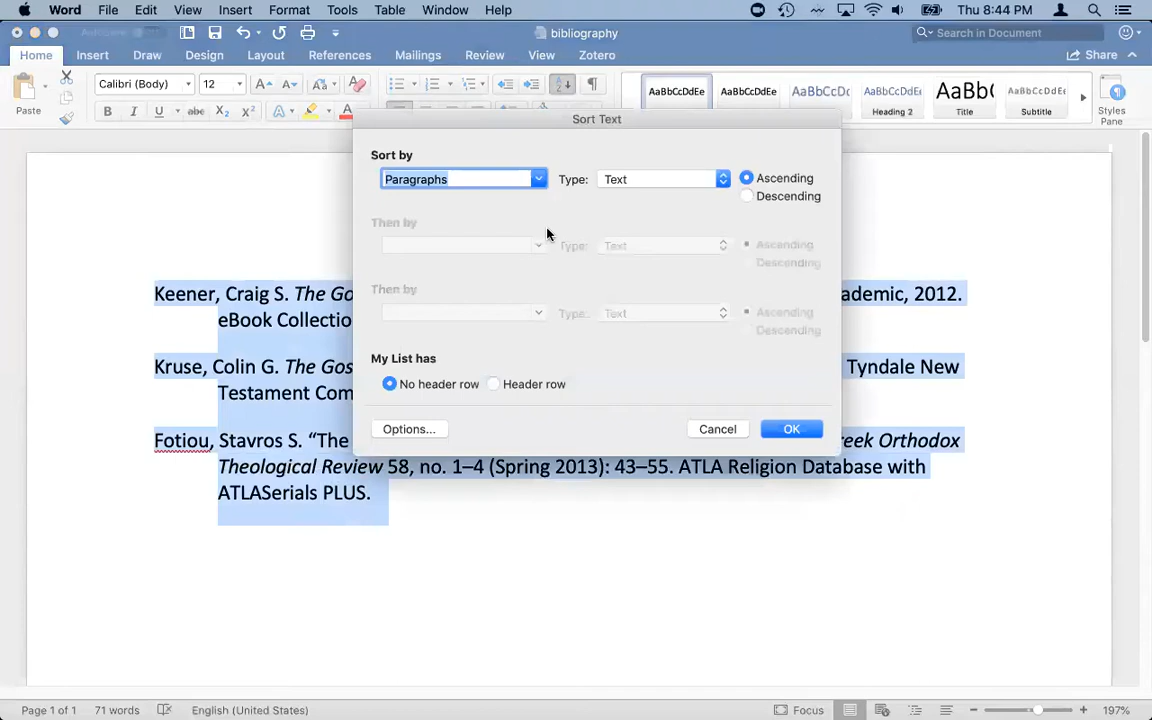 Word File Edit View Insert Format Tools Table Window Help Thu 8:44 PM
bibliography Search in Document
Home Insert Draw Design Layout References Mailings Review View Zotero Share
Paste Calibri (Body) 12 AaBbCcDdEe AaBbCcDdEe AaBbCcDc AaBbCcDdEe AaBb( AaBbCcDdEe
Heading 2 Title Subtitle Styles Pane
Sort Text
Sort by
Paragraphs Type: Text Ascending
Descending
Then by
Type: Text Ascending
Descending
Then by
Type: Text Ascending
Descending
My List has
No header row Header row
Options... Cancel OK
Keener, Craig S. The Go ademic, 2012.
eBook Collectio
Kruse, Colin G. The Gos Tyndale New
Testament Com
Fotiou, Stavros S. “The eek Orthodox
Theological Review 58, no. 1–4 (Spring 2013): 43–55. ATLA Religion Database with
ATLASerials PLUS.
Page 1 of 1 71 words English (United States) Focus 197%